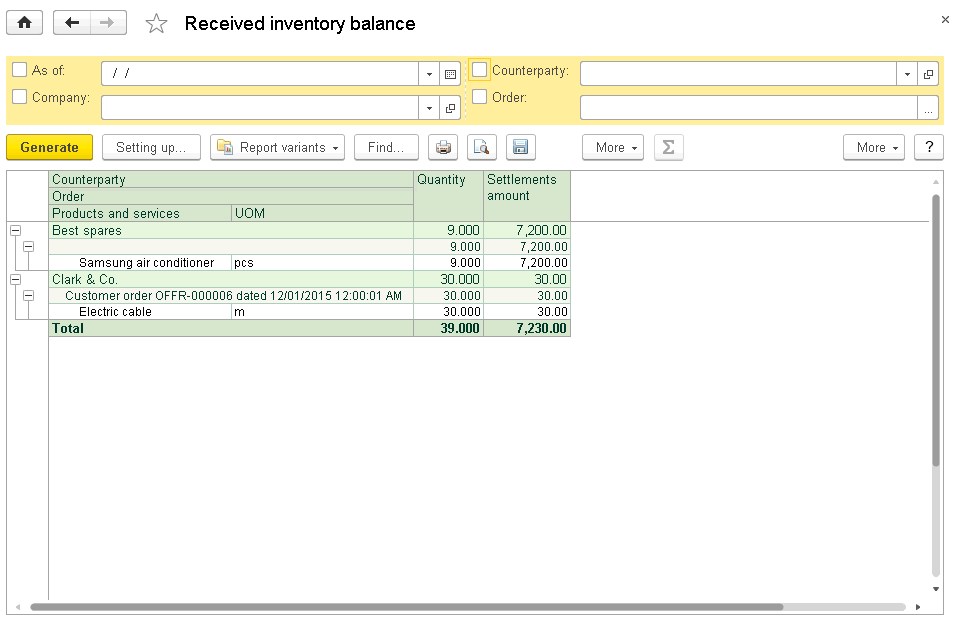 Received inventory balance
×
As of: / / Counterparty:
Company: Order: ...
Generate Setting up... Report variants Find... More Σ More ?
Counterparty Quantity Settlements amount
Order
Products and services UOM
Best spares 9.000 7,200.00
9.000 7,200.00
Samsung air conditioner pcs 9.000 7,200.00
Clark & Co. 30.000 30.00
Customer order OFFR-000006 dated 12/01/2015 12:00:01 AM 30.000 30.00
Electric cable m 30.000 30.00
Total 39.000 7,230.00